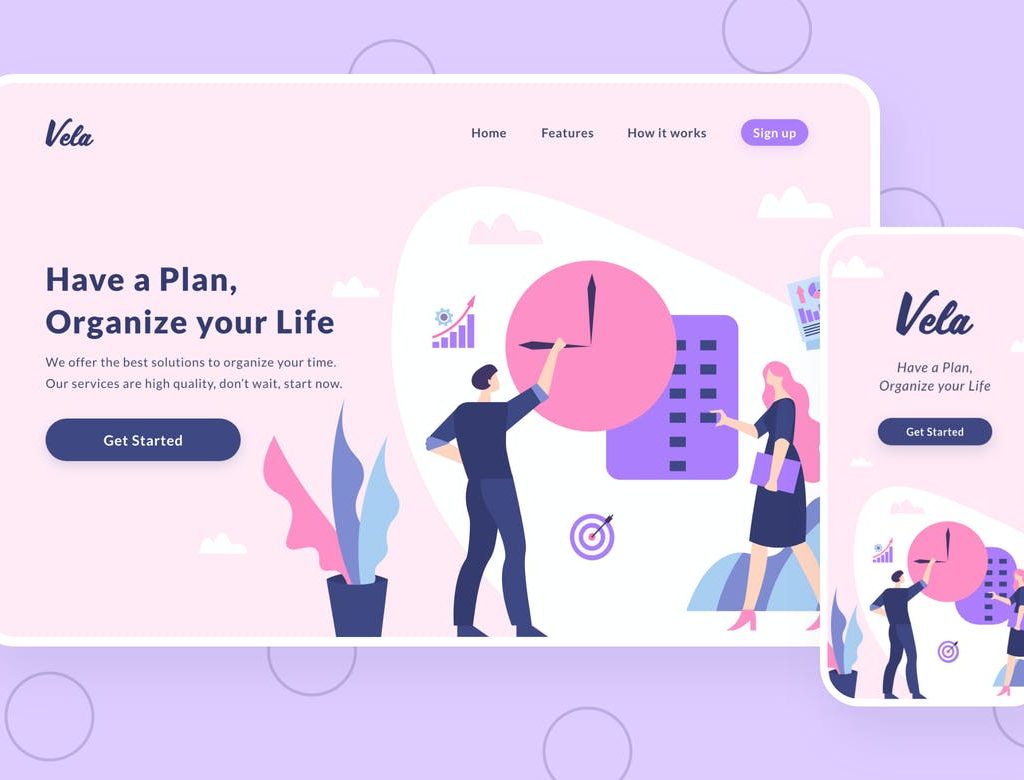 Vela
Home Features How it works Sign up
Have a Plan,
Organize your Life
We offer the best solutions to organize your time.
Our services are high quality, don't wait, start now.
Get Started
Vela
Have a Plan,
Organize your Life
Get Started